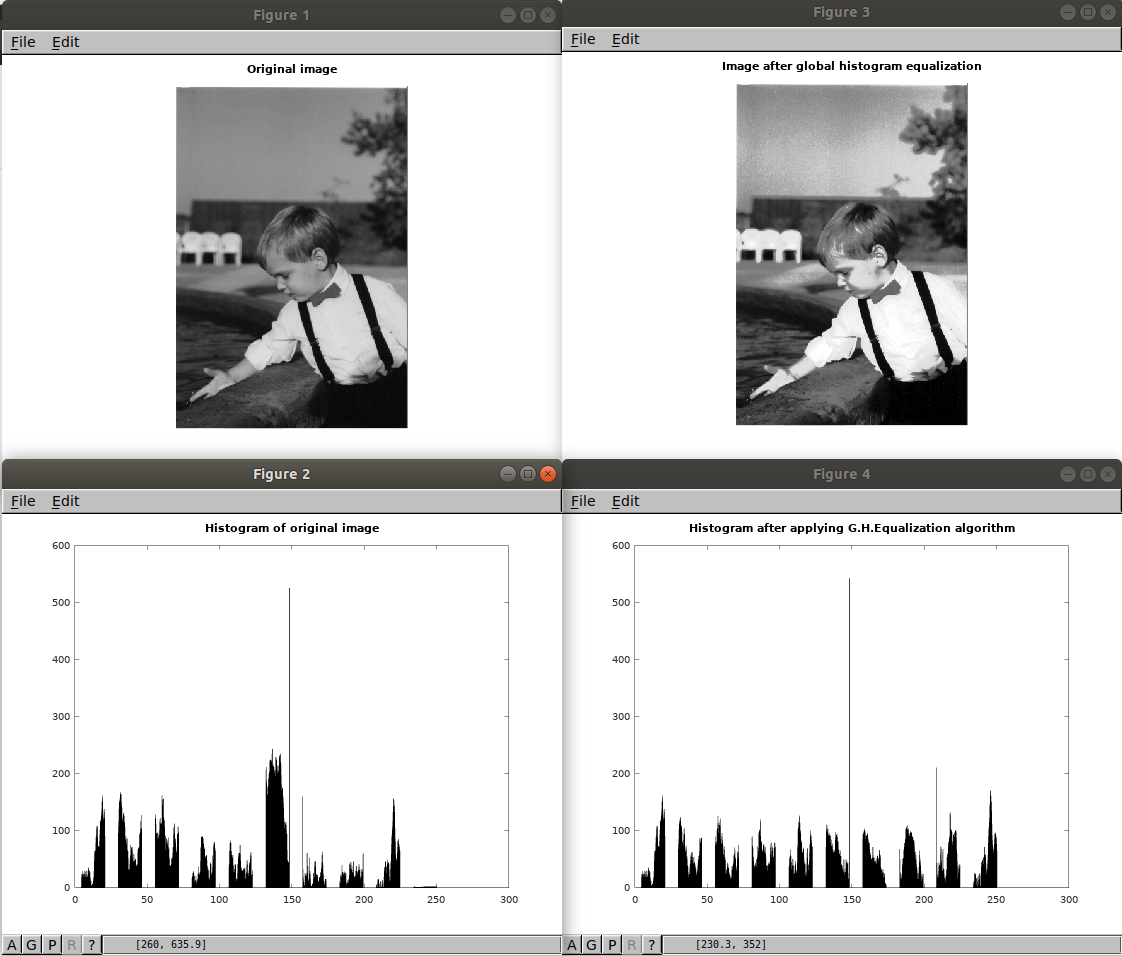 Figure 1
File Edit
Original image
Figure 3
File Edit
Image after global histogram equalization
Figure 2
File Edit
Histogram of original image
600
500
400
300
200
100
0
0 50 100 150 200 250 300
A G P R ? [260, 635.9]
Figure 4
File Edit
Histogram after applying G.H.Equalization algorithm
600
500
400
300
200
100
0
0 50 100 150 200 250 300
A G P R ? [230.3, 352]